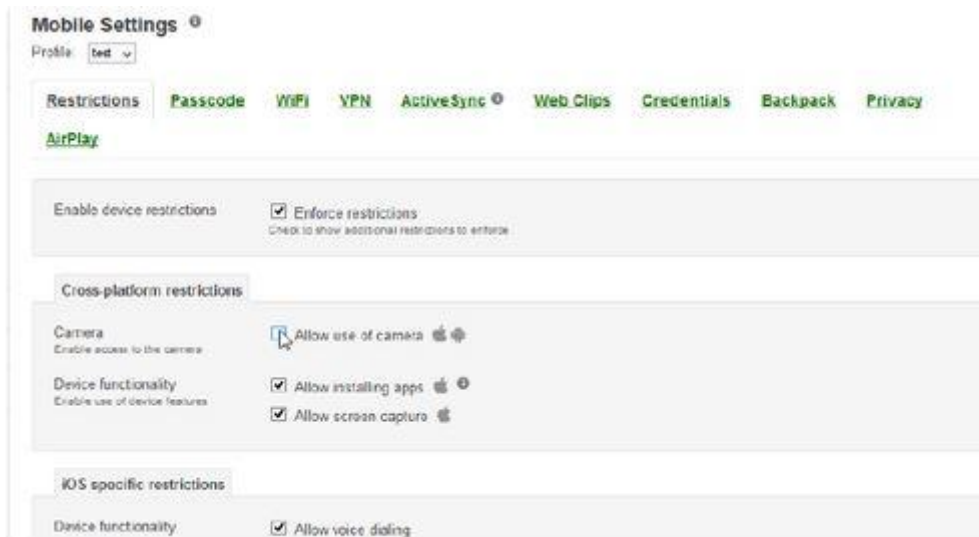 Mobile Settings
Profile: test
Restrictions Passcode WiFi VPN ActiveSync Web Clips Credentials Backpack Privacy
AirPlay
Enable device restrictions Enforce restrictions
Check to show additional restrictions to enforce
Cross-platform restrictions
Camera Allow use of camera
Enable access to the camera
Device functionality Allow installing apps
Enable use of device features
Allow screen capture
iOS specific restrictions
Device functionality Allow voice dialing